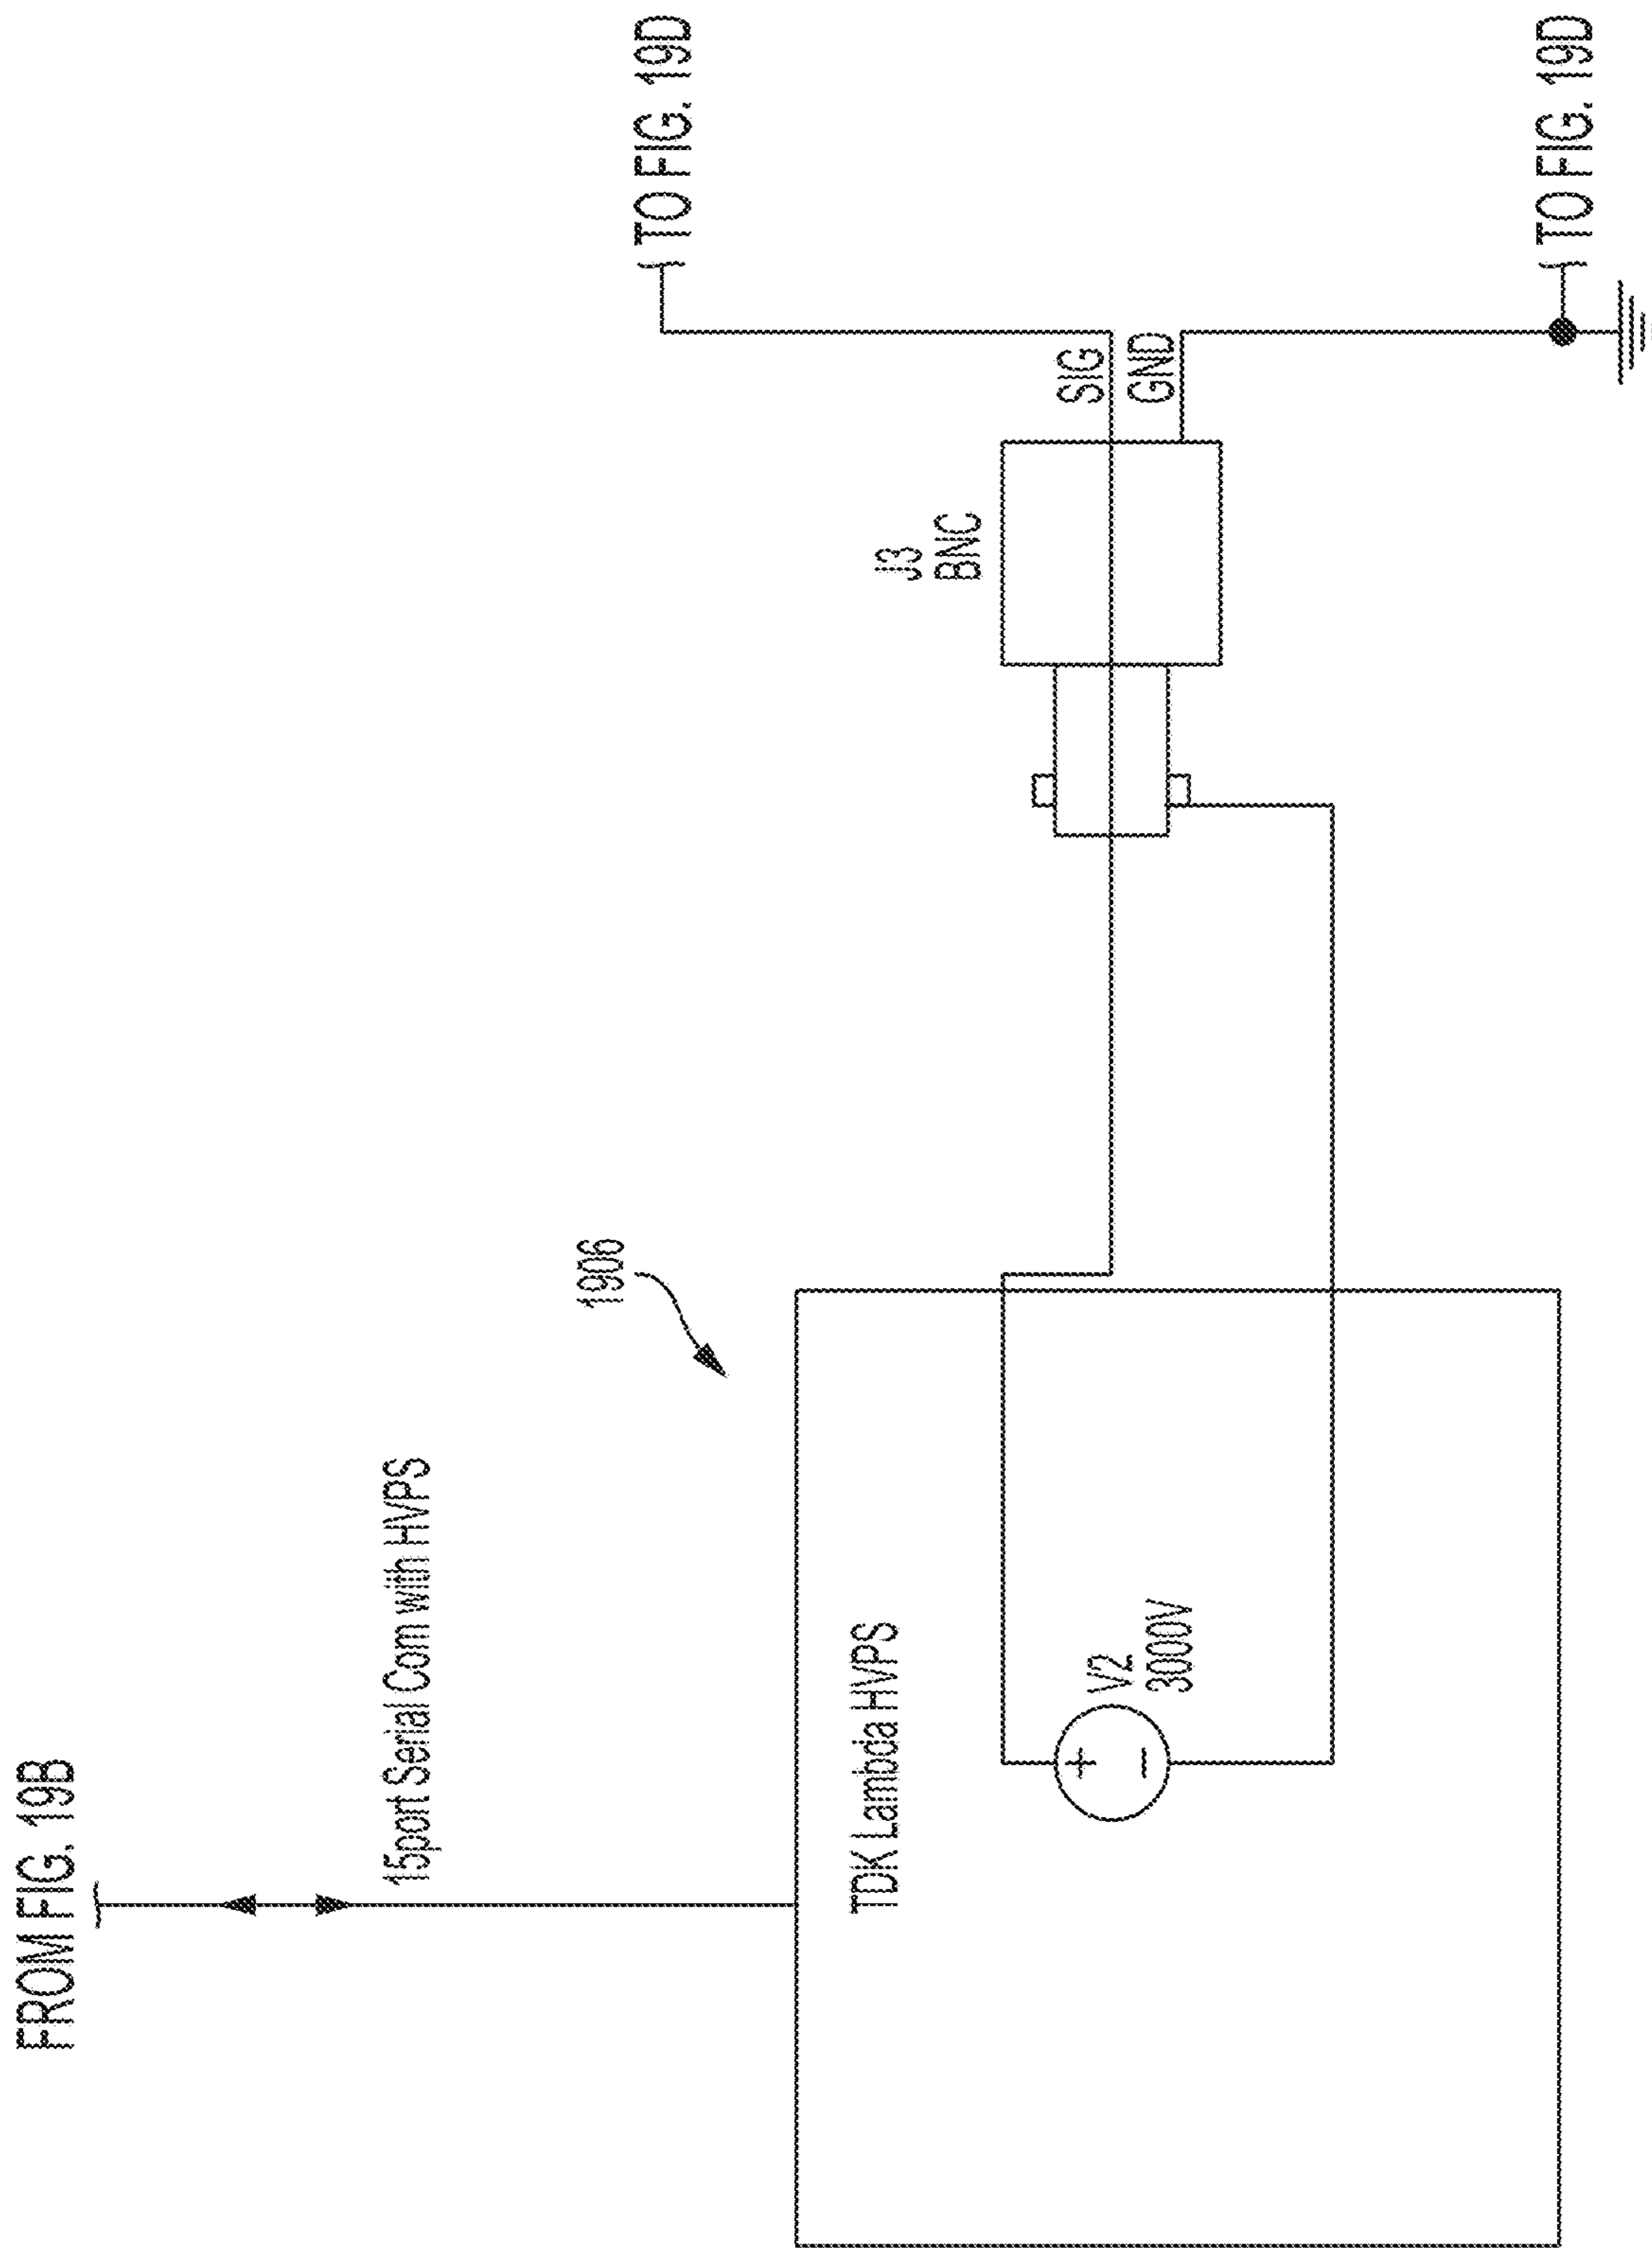 FROM FIG. 19B
15port Serial Com with HVPS
1906
TDK Lambda HVPS
+
−
V2
3000V
J3
BNC
SIG
GND
TO FIG. 19D
TO FIG. 19D